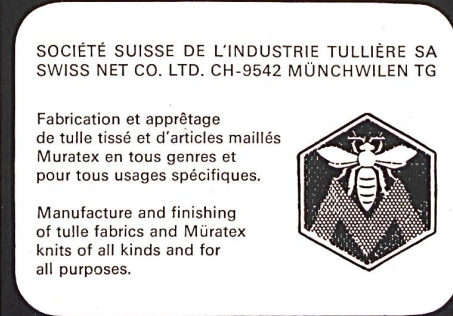 SOCIÉTÉ SUISSE DE L'INDUSTRIE TULLIÈRE SA
SWISS NET CO. LTD. CH-9542 MÜNCHWILEN TG
Fabrication et apprêtage
de tulle tissé et d'articles maillés
Muratex en tous genres et
pour tous usages spécifiques.
Manufacture and finishing
of tulle fabrics and Müratex
knits of all kinds and for
all purposes.